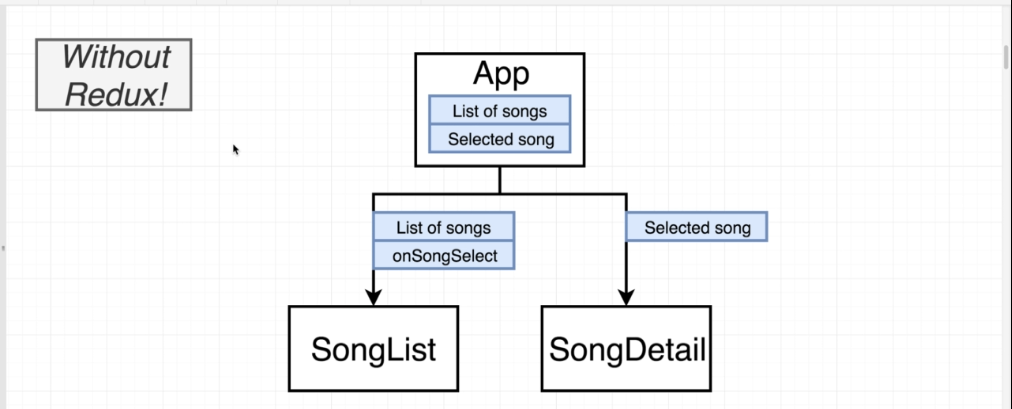 Without
Redux!
App
List of songs
Selected song
List of songs
onSongSelect
Selected song
SongList
SongDetail